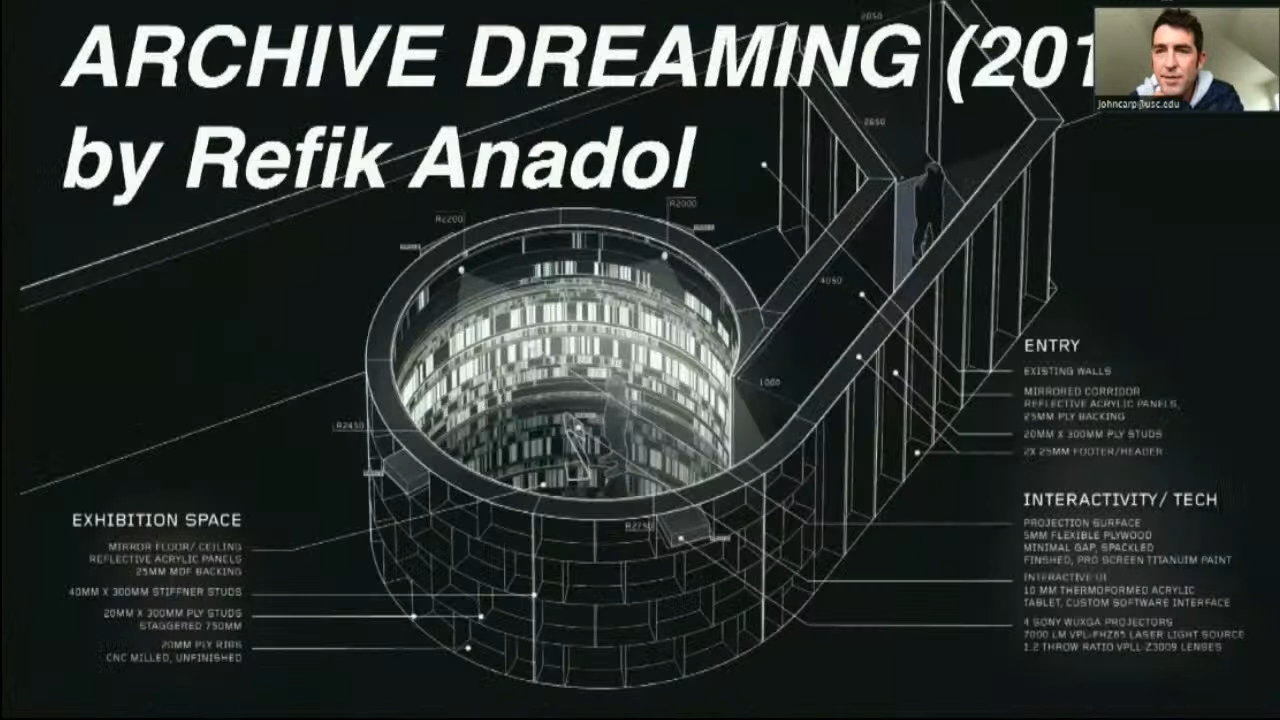 ARCHIVE DREAMING (201
by Refik Anadol
johncarp@usc.edu
2650
R2200
R2000
4050
1000
R2450
R2750
ENTRY
EXISTING WALLS
MIRRORED CORRIDOR
REFLECTIVE ACRYLIC PANELS,
25MM PLY BACKING
20MM X 300MM PLY STUDS
2X 25MM FOOTER/HEADER
EXHIBITION SPACE
MIRROR FLOOR/ CEILING
REFLECTIVE ACRYLIC PANELS
25MM MDF BACKING
40MM X 300MM STIFFNER STUDS
20MM X 300MM PLY STUDS
STAGGERED 750MM
20MM PLY RIBS
CNC MILLED, UNFINISHED
INTERACTIVITY/ TECH
PROJECTION SURFACE
5MM FLEXIBLE PLYWOOD
MINIMAL GAP, SPACKLED
FINSHED, PRO SCREEN TITANUIM PAINT
INTERACTIVE UI
10 MM THERMOFORMED ACRYLIC
TABLET, CUSTOM SOFTWARE INTERFACE
4 SONY WUXGA PROJECTORS
7000 LM VPL-FHZ65 LASER LIGHT SOURCE
1.2 THROW RATIO VPLL-Z3009 LENSES